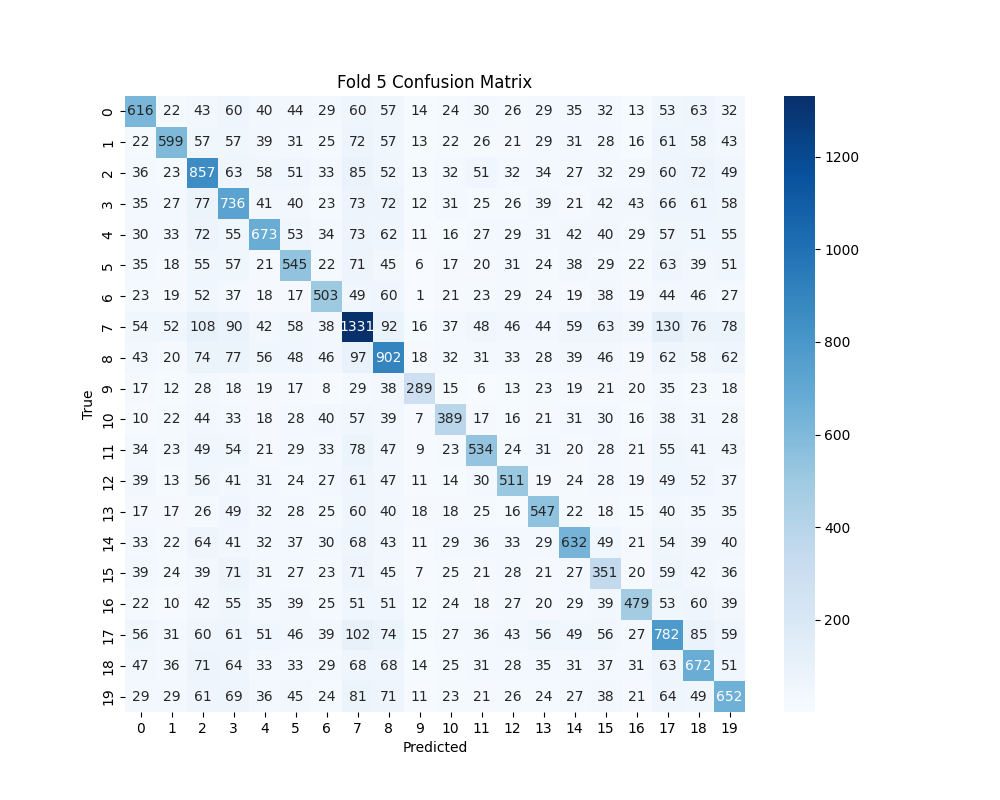 Fold 5 Confusion Matrix
0 616 22 43 60 40 44 29 60 57 14 24 30 26 29 35 32 13 53 63 32
1 22 599 57 57 39 31 25 72 57 13 22 26 21 29 31 28 16 61 58 43
2 36 23 857 63 58 51 33 85 52 13 32 51 32 34 27 32 29 60 72 49
3 35 27 77 736 41 40 23 73 72 12 31 25 26 39 21 42 43 66 61 58
4 30 33 72 55 673 53 34 73 62 11 16 27 29 31 42 40 29 57 51 55
5 35 18 55 57 21 545 22 71 45 6 17 20 31 24 38 29 22 63 39 51
6 23 19 52 37 18 17 503 49 60 1 21 23 29 24 19 38 19 44 46 27
7 54 52 108 90 42 58 38 1331 92 16 37 48 46 44 59 63 39 130 76 78
8 43 20 74 77 56 48 46 97 902 18 32 31 33 28 39 46 19 62 58 62
9 17 12 28 18 19 17 8 29 38 289 15 6 13 23 19 21 20 35 23 18
10 10 22 44 33 18 28 40 57 39 7 389 17 16 21 31 30 16 38 31 28
11 34 23 49 54 21 29 33 78 47 9 23 534 24 31 20 28 21 55 41 43
12 39 13 56 41 31 24 27 61 47 11 14 30 511 19 24 28 19 49 52 37
13 17 17 26 49 32 28 25 60 40 18 18 25 16 547 22 18 15 40 35 35
14 33 22 64 41 32 37 30 68 43 11 29 36 33 29 632 49 21 54 39 40
15 39 24 39 71 31 27 23 71 45 7 25 21 28 21 27 351 20 59 42 36
16 22 10 42 55 35 39 25 51 51 12 24 18 27 20 29 39 479 53 60 39
17 56 31 60 61 51 46 39 102 74 15 27 36 43 56 49 56 27 782 85 59
18 47 36 71 64 33 33 29 68 68 14 25 31 28 35 31 37 31 63 672 51
19 29 29 61 69 36 45 24 81 71 11 23 21 26 24 27 38 21 64 49 652
0 1 2 3 4 5 6 7 8 9 10 11 12 13 14 15 16 17 18 19
Predicted
True
1200
1000
800
600
400
200